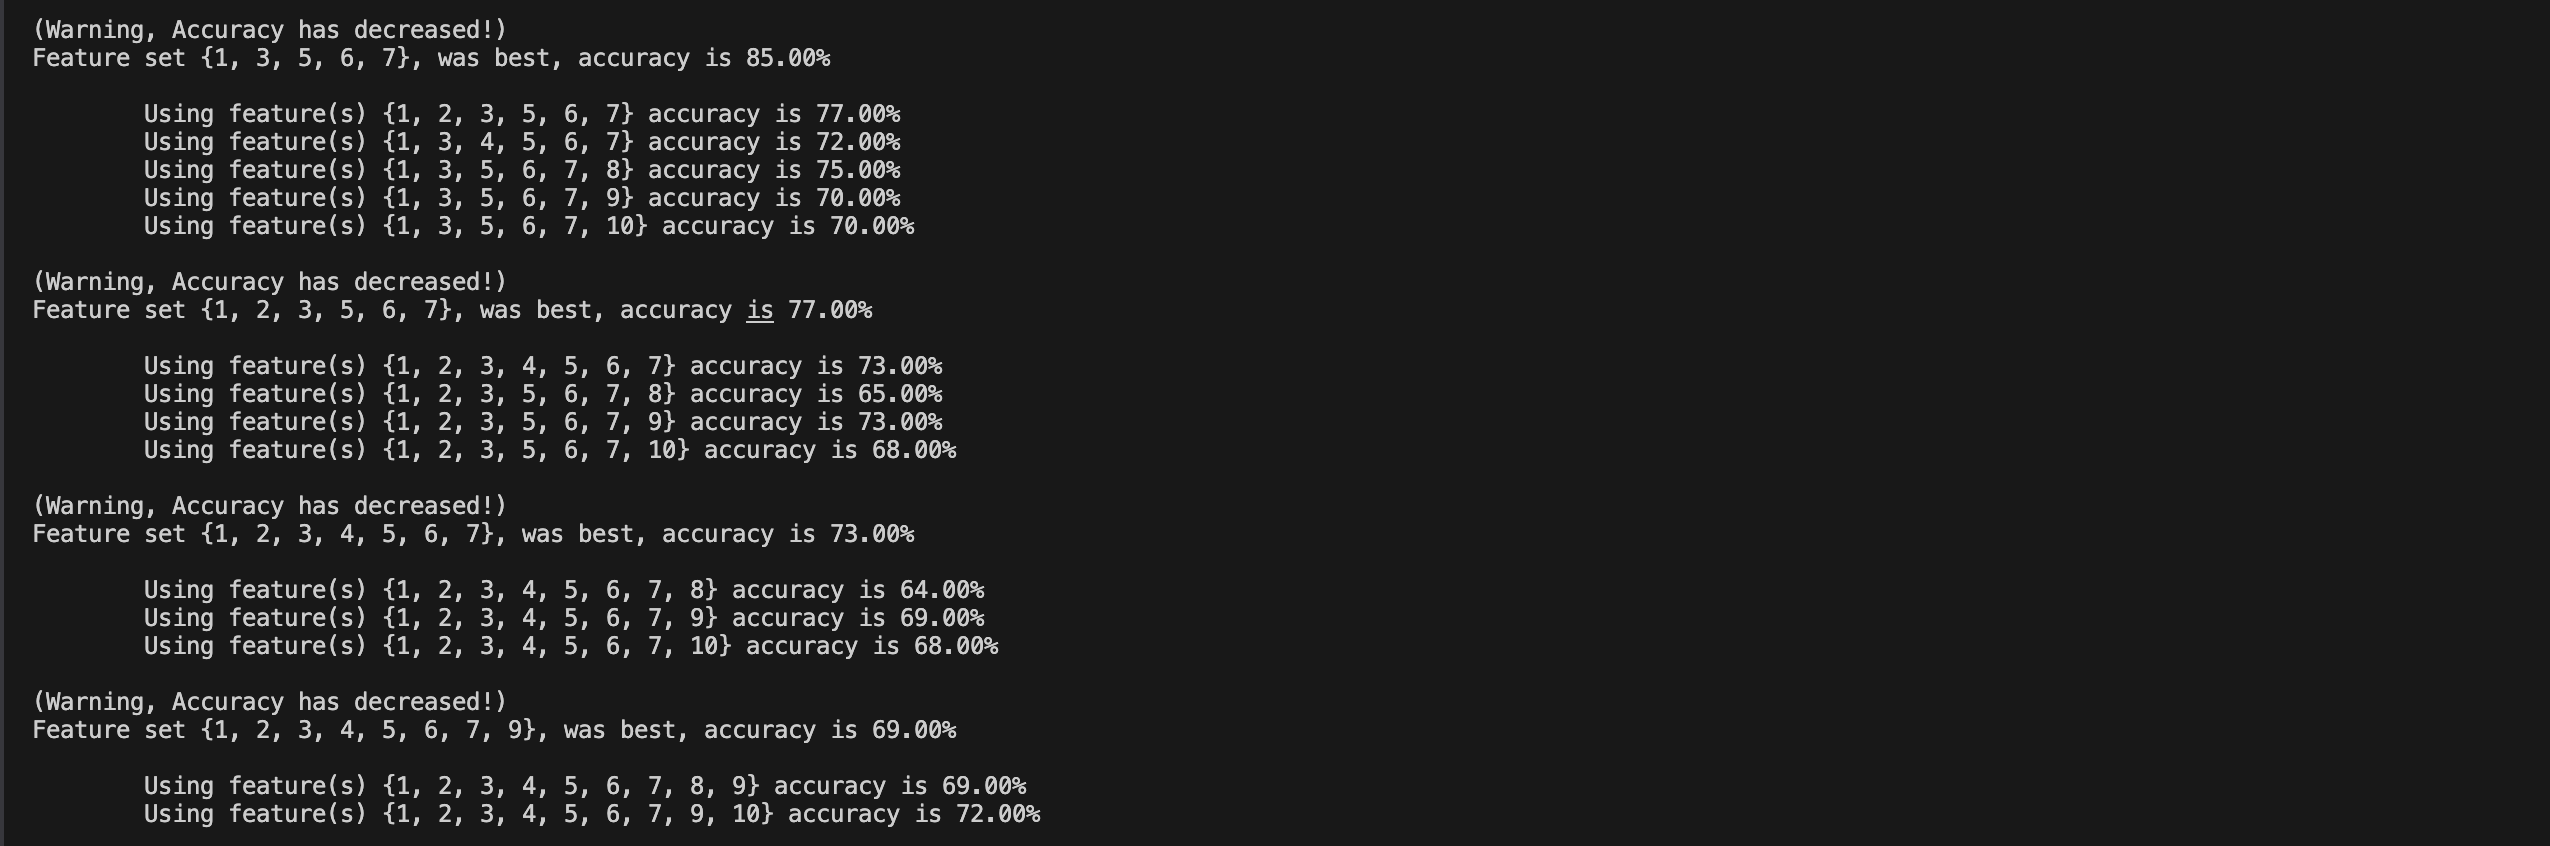 (Warning, Accuracy has decreased!)
Feature set {1, 3, 5, 6, 7}, was best, accuracy is 85.00%
Using feature(s) {1, 2, 3, 5, 6, 7} accuracy is 77.00%
Using feature(s) {1, 3, 4, 5, 6, 7} accuracy is 72.00%
Using feature(s) {1, 3, 5, 6, 7, 8} accuracy is 75.00%
Using feature(s) {1, 3, 5, 6, 7, 9} accuracy is 70.00%
Using feature(s) {1, 3, 5, 6, 7, 10} accuracy is 70.00%
(Warning, Accuracy has decreased!)
Feature set {1, 2, 3, 5, 6, 7}, was best, accuracy is 77.00%
Using feature(s) {1, 2, 3, 4, 5, 6, 7} accuracy is 73.00%
Using feature(s) {1, 2, 3, 5, 6, 7, 8} accuracy is 65.00%
Using feature(s) {1, 2, 3, 5, 6, 7, 9} accuracy is 73.00%
Using feature(s) {1, 2, 3, 5, 6, 7, 10} accuracy is 68.00%
(Warning, Accuracy has decreased!)
Feature set {1, 2, 3, 4, 5, 6, 7}, was best, accuracy is 73.00%
Using feature(s) {1, 2, 3, 4, 5, 6, 7, 8} accuracy is 64.00%
Using feature(s) {1, 2, 3, 4, 5, 6, 7, 9} accuracy is 69.00%
Using feature(s) {1, 2, 3, 4, 5, 6, 7, 10} accuracy is 68.00%
(Warning, Accuracy has decreased!)
Feature set {1, 2, 3, 4, 5, 6, 7, 9}, was best, accuracy is 69.00%
Using feature(s) {1, 2, 3, 4, 5, 6, 7, 8, 9} accuracy is 69.00%
Using feature(s) {1, 2, 3, 4, 5, 6, 7, 9, 10} accuracy is 72.00%